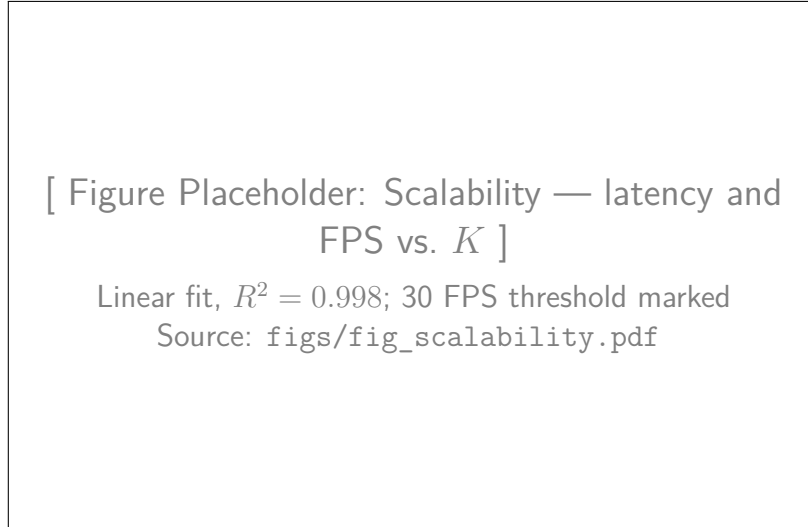 [ Figure Placeholder: Scalability — latency and
FPS vs. K ]
Linear fit, R² = 0.998; 30 FPS threshold marked
Source: figs/fig_scalability.pdf